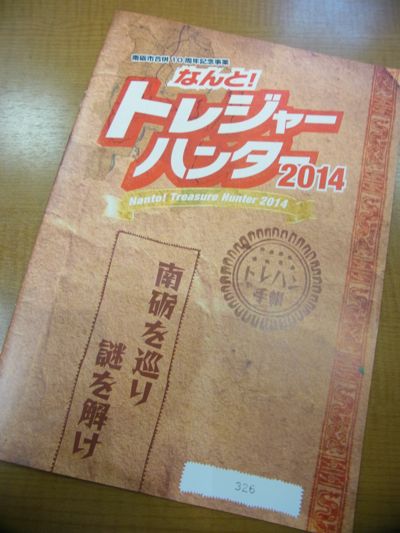 南砺市合併10周年記念事業
なんと!
トレジャー
ハンター2014
Nanto! Treasure Hunter 2014
トレハン
手帳
南砺を巡り
謎を解け
326